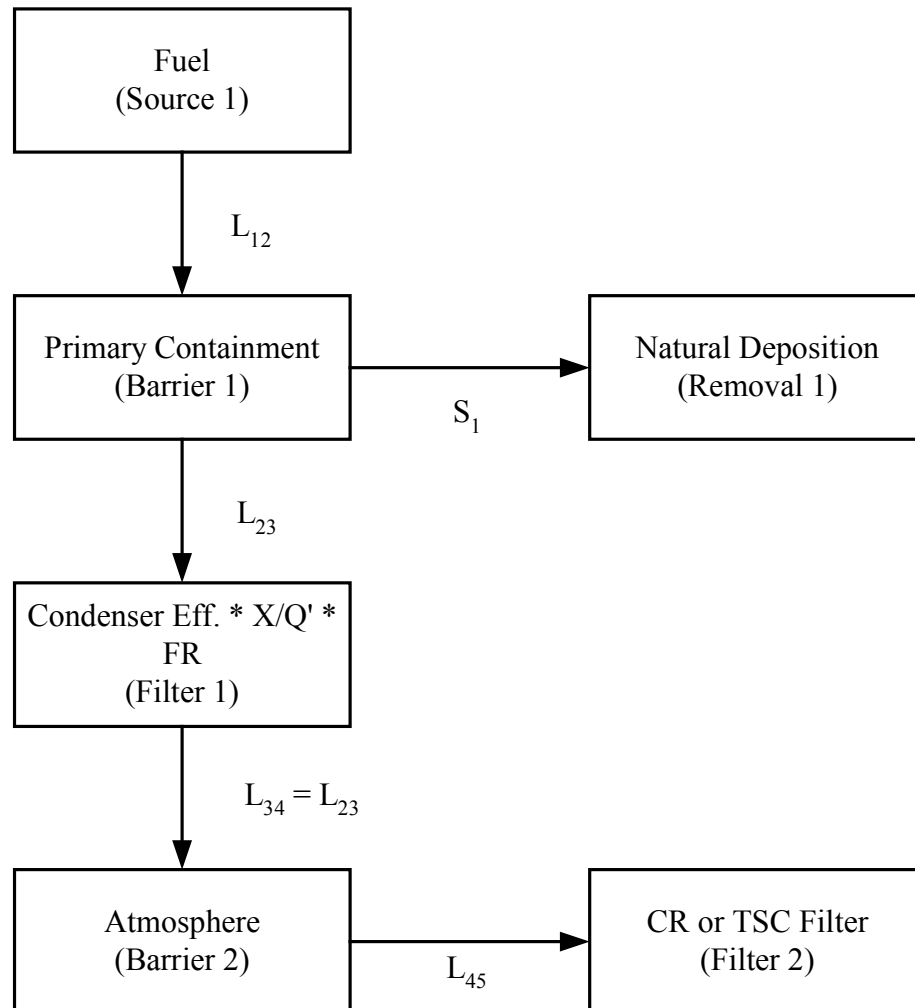 Fuel
(Source 1)
L12
Primary Containment
(Barrier 1)
S1
Natural Deposition
(Removal 1)
L23
Condenser Eff. * X/Q' *
FR
(Filter 1)
L34 = L23
Atmosphere
(Barrier 2)
L45
CR or TSC Filter
(Filter 2)